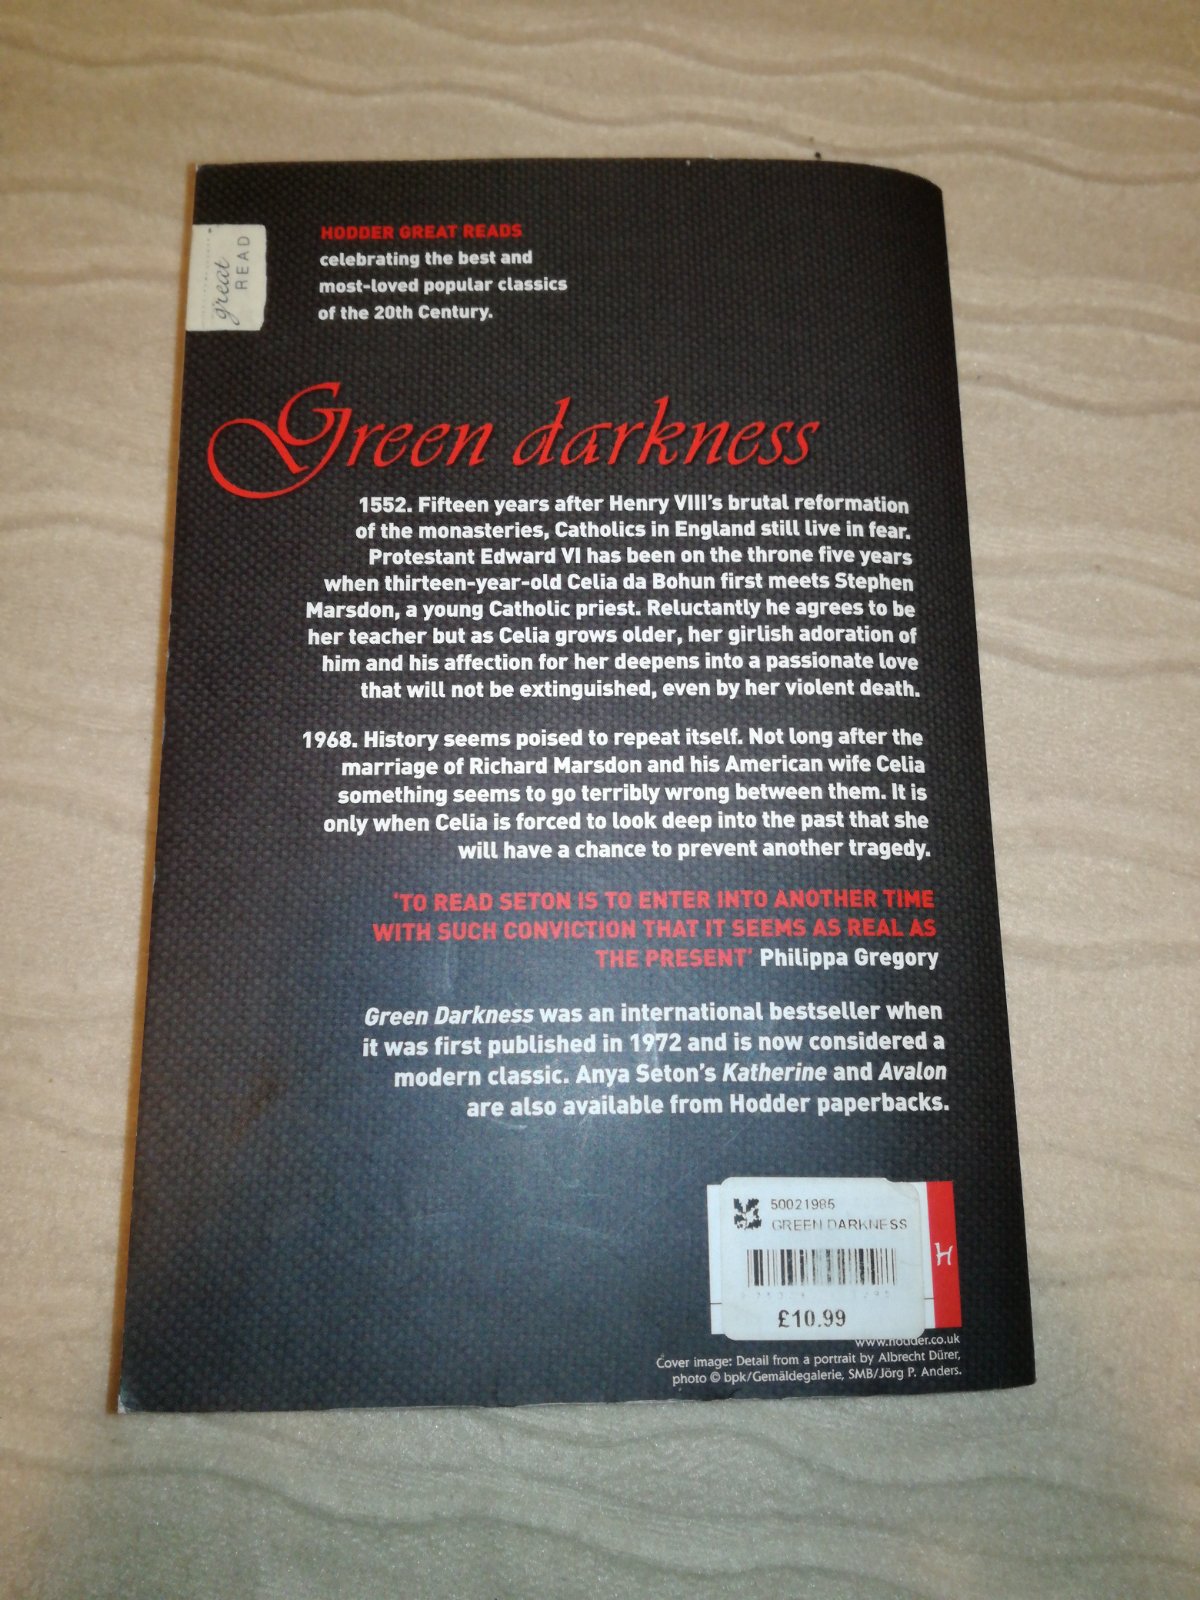 great
READ
HODDER GREAT READS
celebrating the best and
most-loved popular classics
of the 20th Century.
Green darkness
1552. Fifteen years after Henry VIII's brutal reformation
of the monasteries, Catholics in England still live in fear.
Protestant Edward VI has been on the throne five years
when thirteen-year-old Celia da Bohun first meets Stephen
Marsdon, a young Catholic priest. Reluctantly he agrees to be
her teacher but as Celia grows older, her girlish adoration of
him and his affection for her deepens into a passionate love
that will not be extinguished, even by her violent death.
1968. History seems poised to repeat itself. Not long after the
marriage of Richard Marsdon and his American wife Celia
something seems to go terribly wrong between them. It is
only when Celia is forced to look deep into the past that she
will have a chance to prevent another tragedy.
'TO READ SETON IS TO ENTER INTO ANOTHER TIME
WITH SUCH CONVICTION THAT IT SEEMS AS REAL AS
THE PRESENT' Philippa Gregory
Green Darkness was an international bestseller when
it was first published in 1972 and is now considered a
modern classic. Anya Seton's Katherine and Avalon
are also available from Hodder paperbacks.
50021985
GREEN DARKNESS
£10.99
H
www.hodder.co.uk
Cover image: Detail from a portrait by Albrecht Dürer,
photo © bpk/Gemäldegalerie, SMB/Jörg P. Anders.